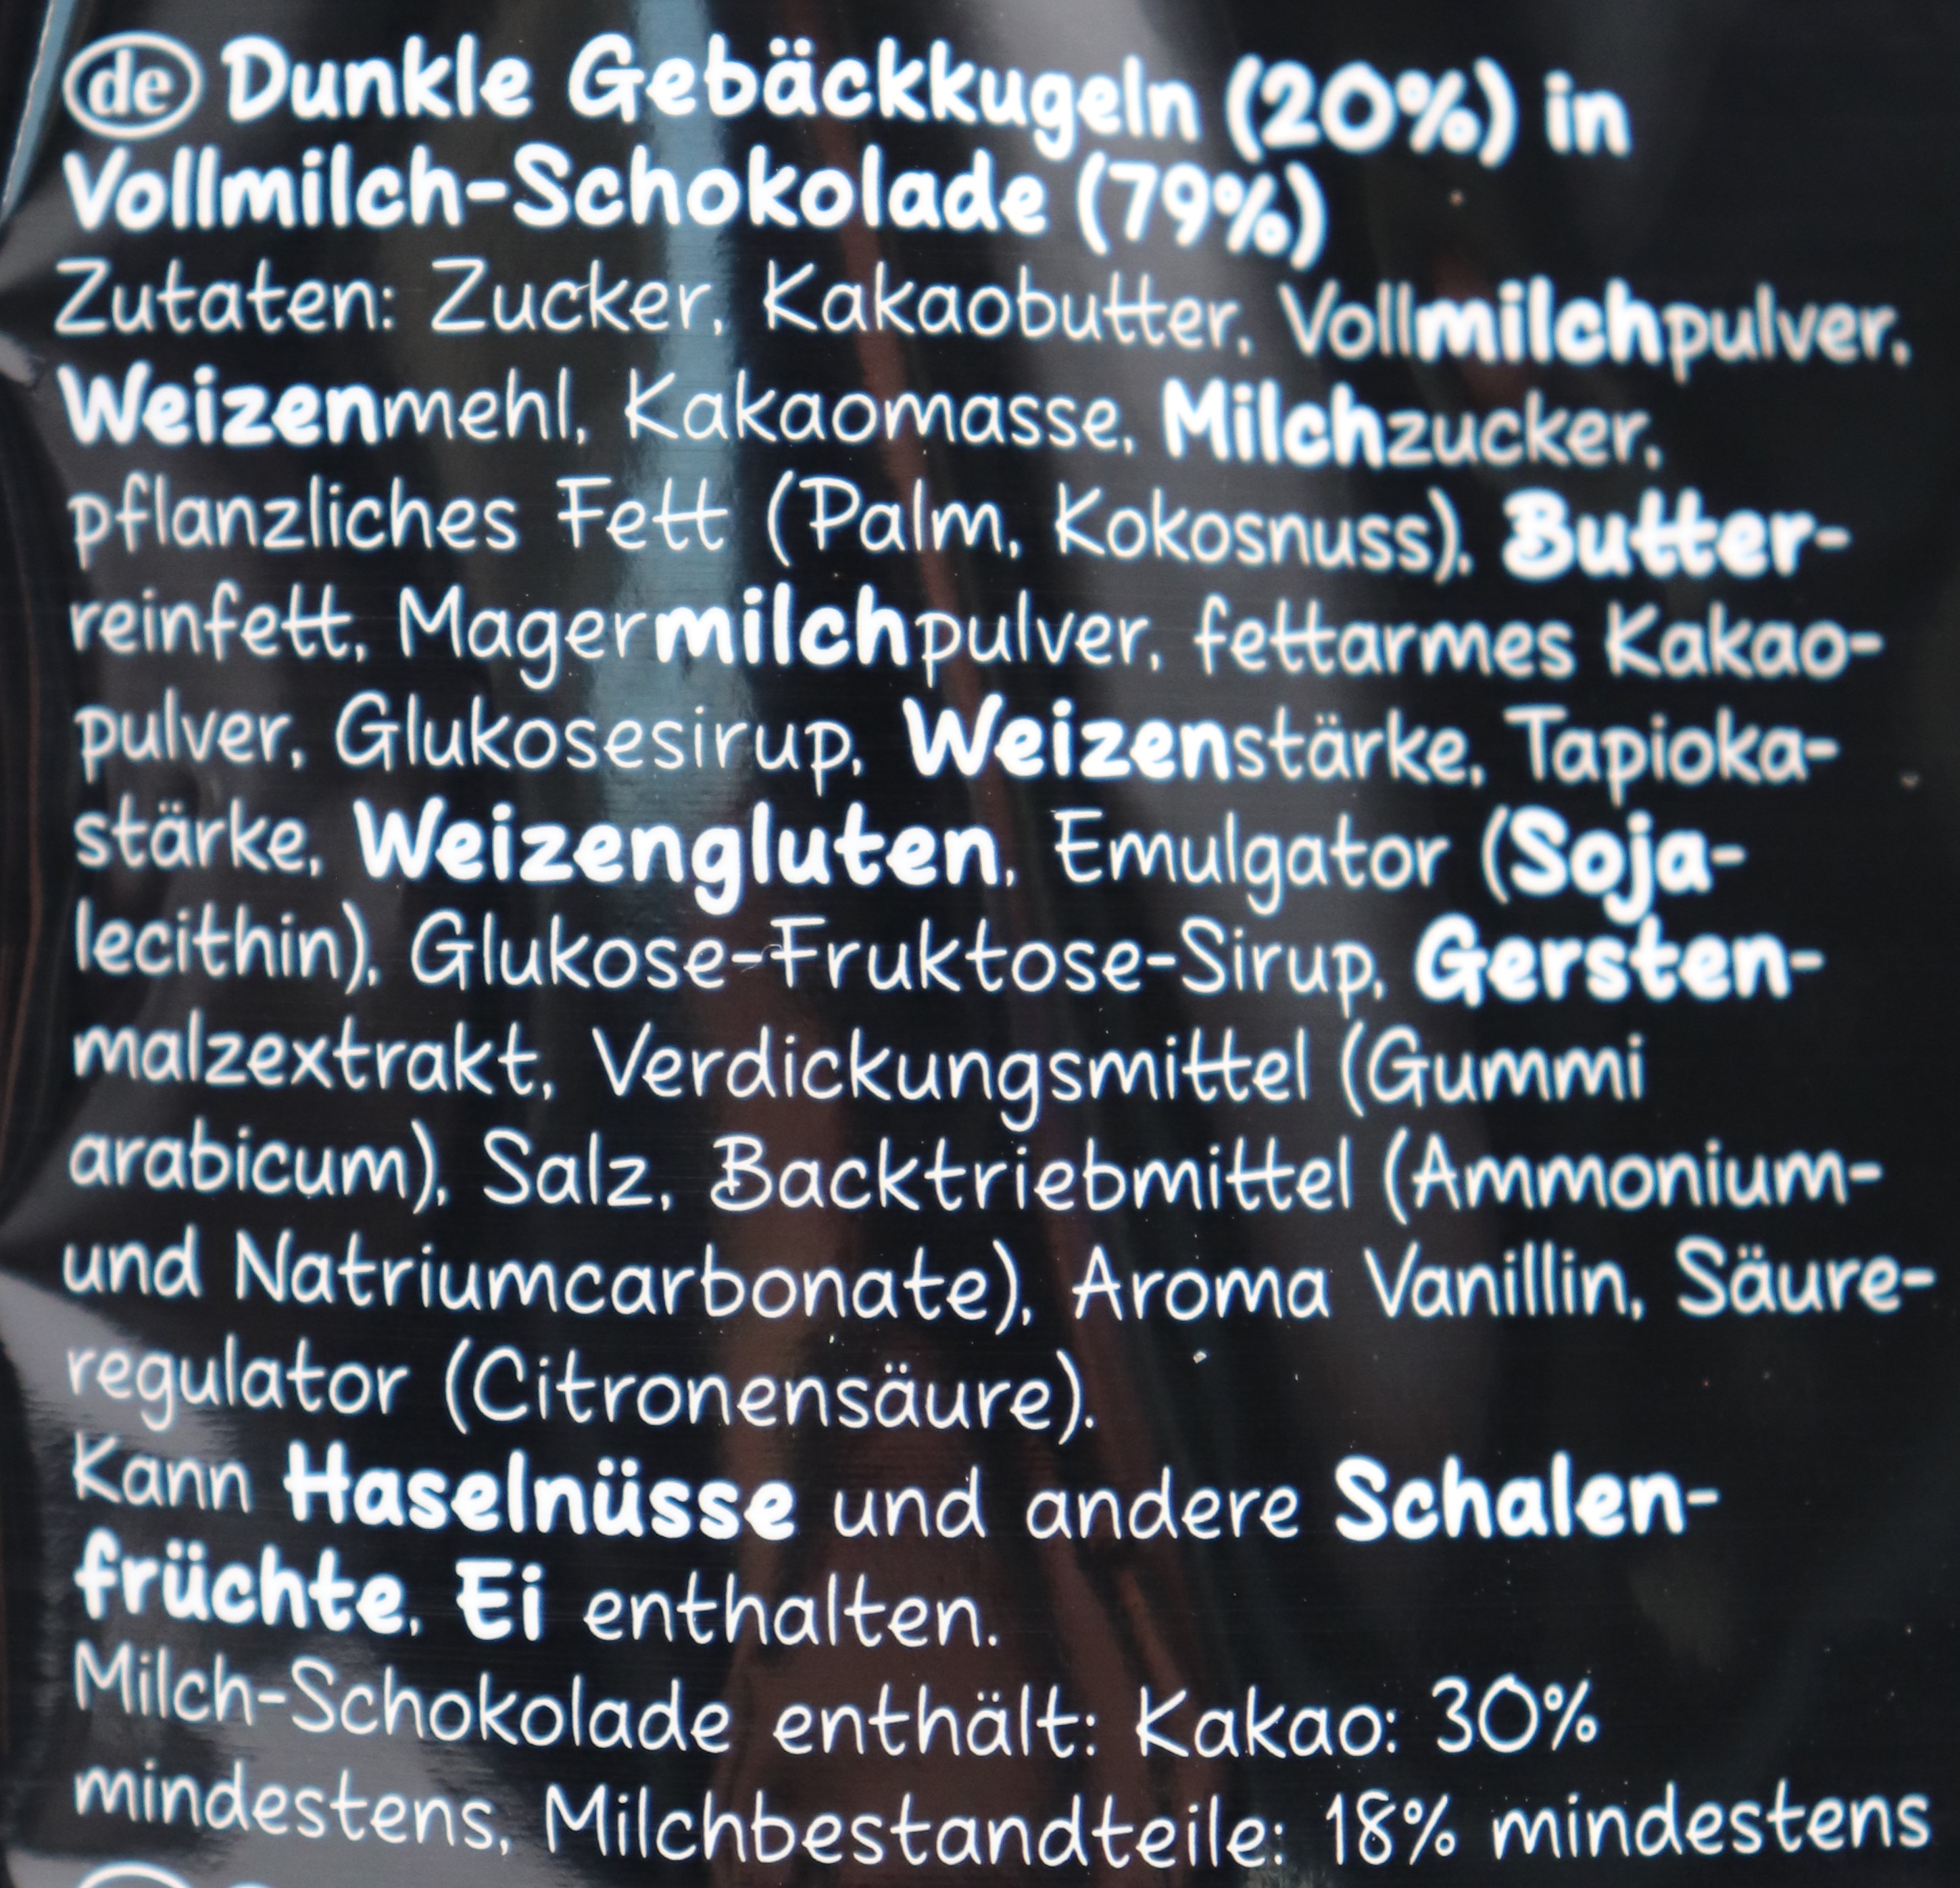 de Dunkle Gebäckkugeln (20%) in
Vollmilch-Schokolade (79%)
Zutaten: Zucker, Kakaobutter, Vollmilchpulver,
Weizenmehl, Kakaomasse, Milchzucker,
pflanzliches Fett (Palm, Kokosnuss), Butter-
reinfett, Magermilchpulver, fettarmes Kakao-
pulver, Glukosesirup, Weizenstärke, Tapioka-
stärke, Weizengluten, Emulgator (Soja-
lecithin), Glukose-Fruktose-Sirup, Gersten-
malzextrakt, Verdickungsmittel (Gummi
arabicum), Salz, Backtriebmittel (Ammonium-
und Natriumcarbonate), Aroma Vanillin, Säure-
regulator (Citronensäure).
Kann Haselnüsse und andere Schalen-
früchte, Ei enthalten.
Milch-Schokolade enthält: Kakao: 30%
mindestens, Milchbestandteile: 18% mindestens